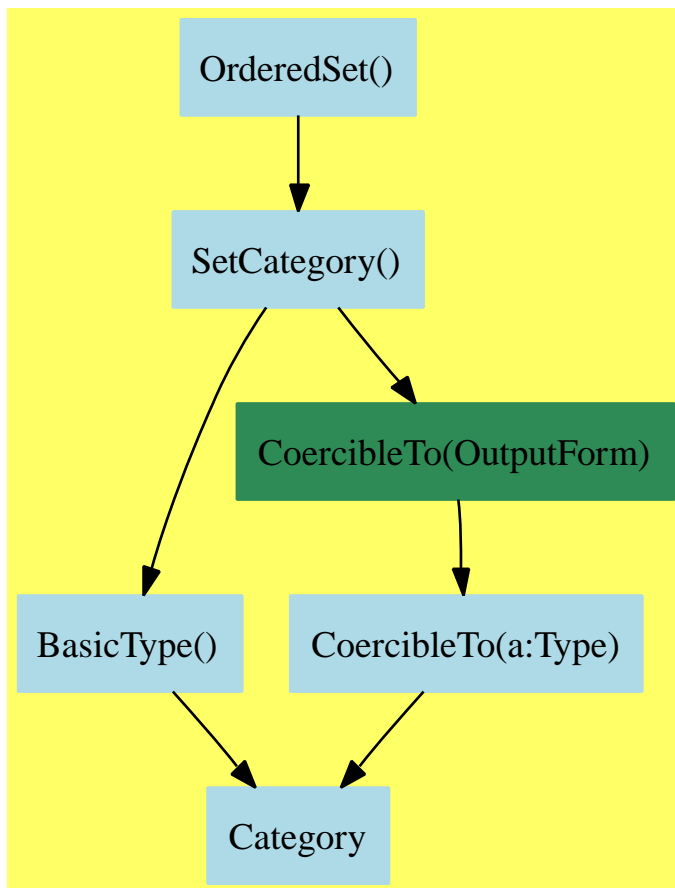 OrderedSet()
SetCategory()
CoercibleTo(OutputForm)
BasicType()
CoercibleTo(a:Type)
Category